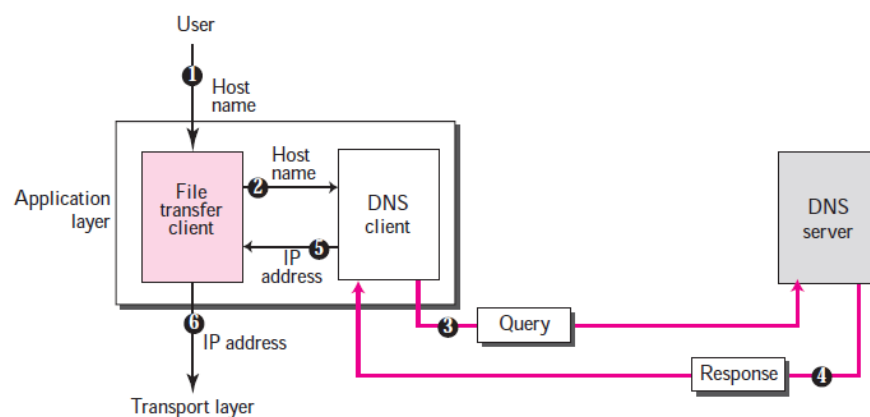 User
1
Host
name
Application
layer
File
transfer
client
Host
2
name
DNS
client
5
IP
address
DNS
server
3
Query
6
IP address
Response
4
Transport layer